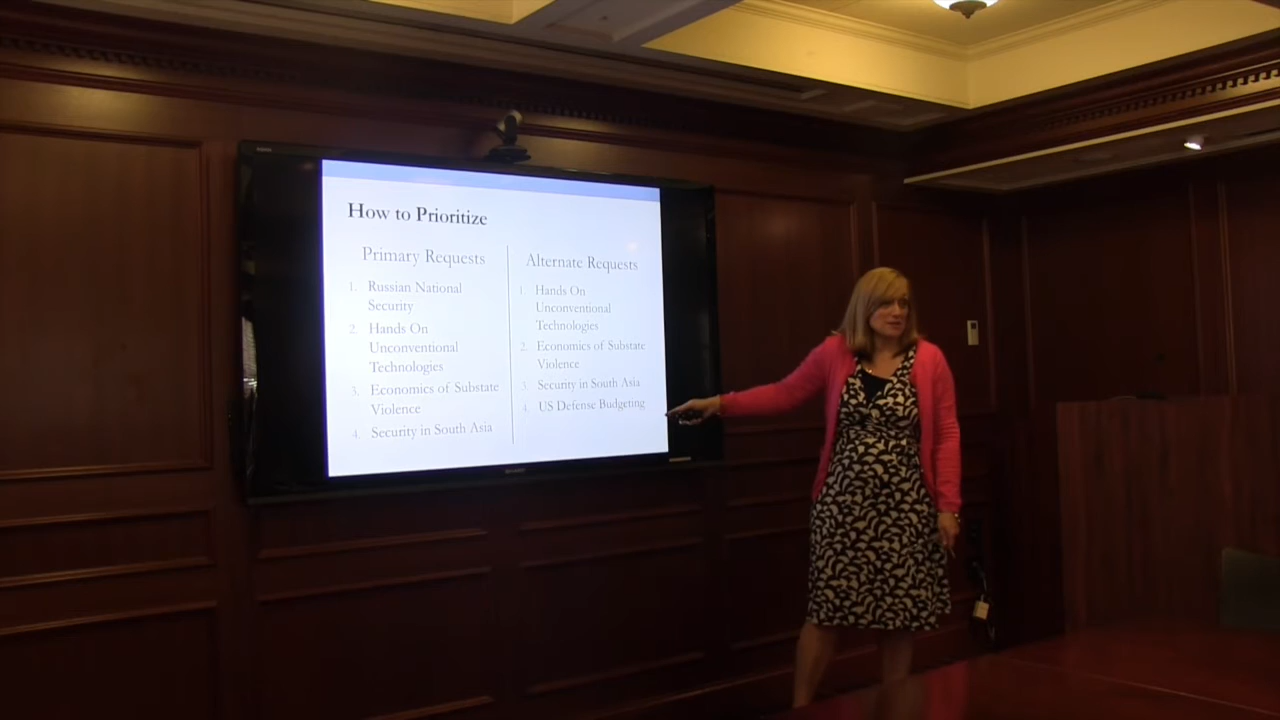 How to Prioritize
Primary Requests
1. Russian National
Security
2. Hands On
Unconventional
Technologies
3. Economics of Substate
Violence
4. Security in South Asia
Alternate Requests
1. Hands On
Unconventional
Technologies
2. Economics of Substate
Violence
3. Security in South Asia
4. US Defense Budgeting